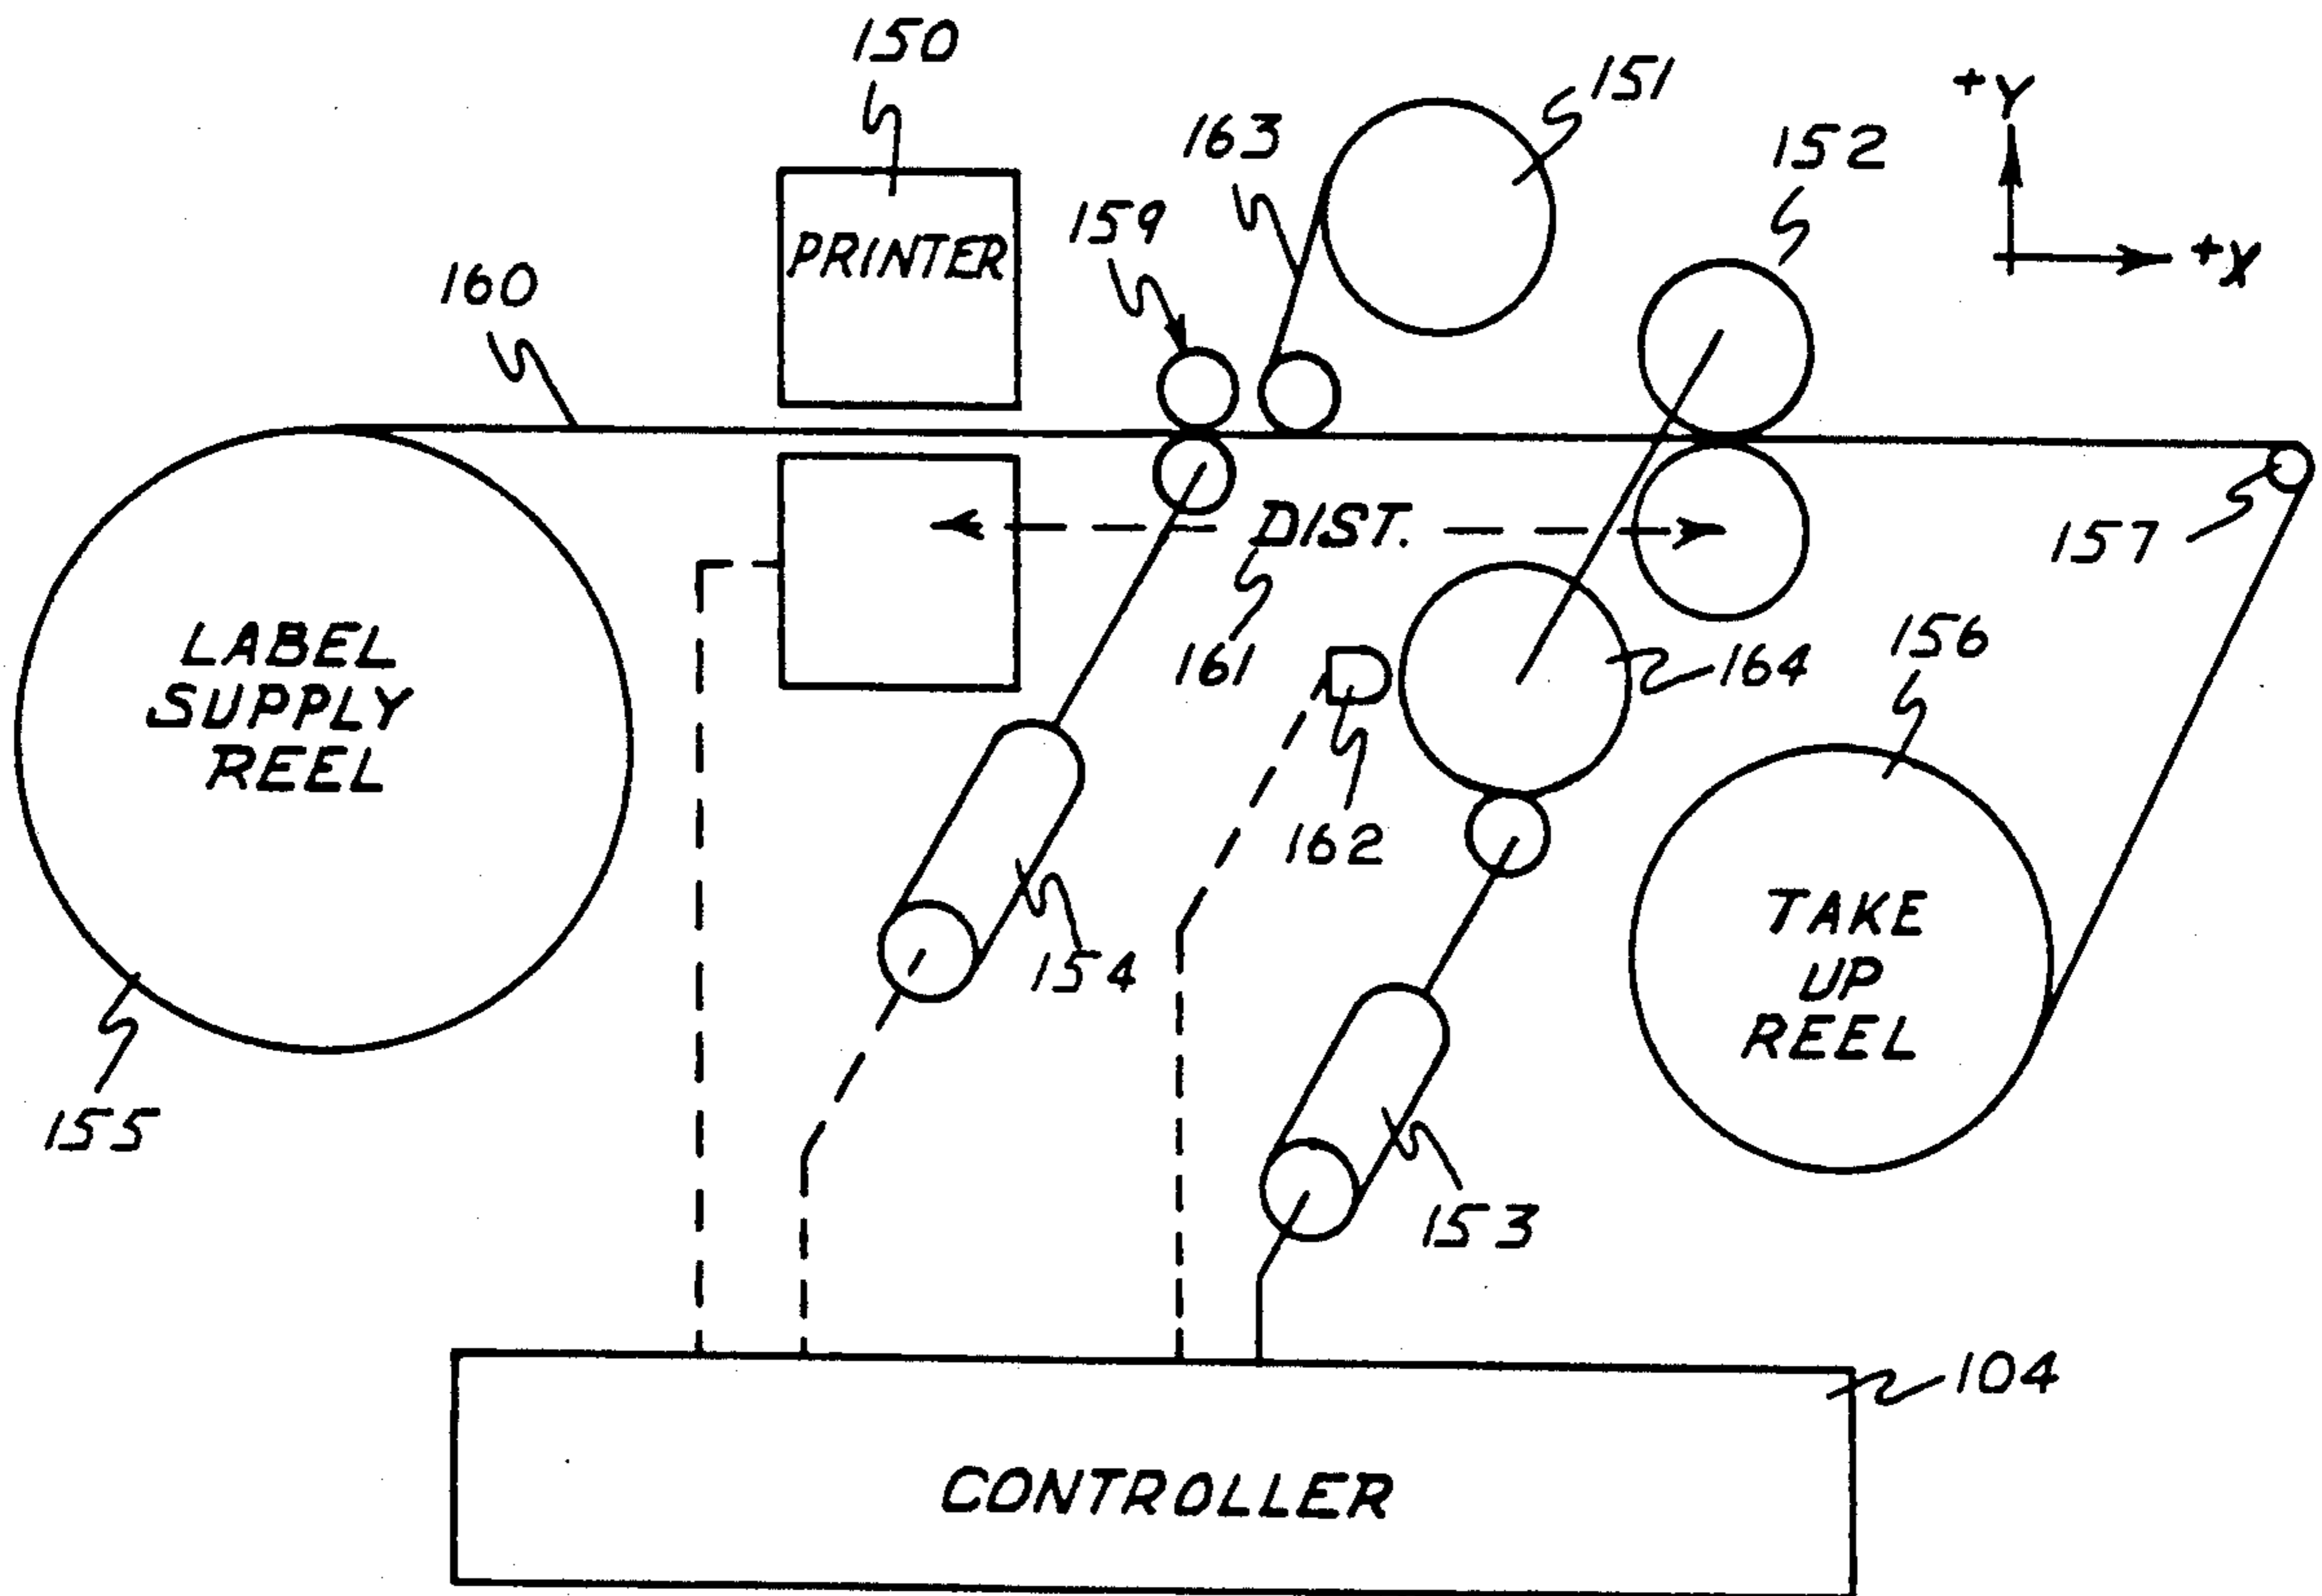 150
151
+Y
152
163
159
PRINTER
+X
160
DIST.
157
LABEL
SUPPLY
REEL
161
164
156
162
TAKE
UP
REEL
154
155
153
104
CONTROLLER